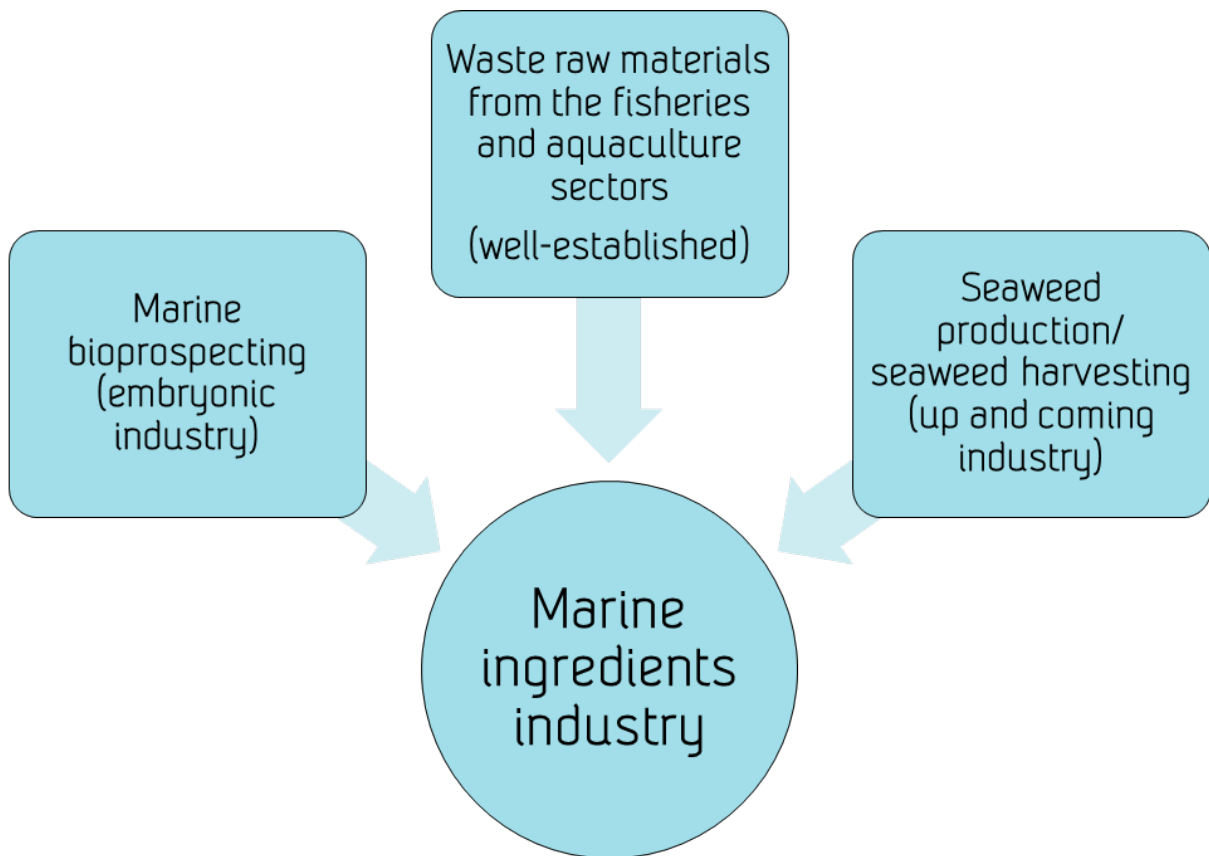 Waste raw materials
from the fisheries
and aquaculture
sectors
(well-established)
Marine
bioprospecting
(embryonic
industry)
Seaweed
production/
seaweed harvesting
(up and coming
industry)
Marine
ingredients
industry